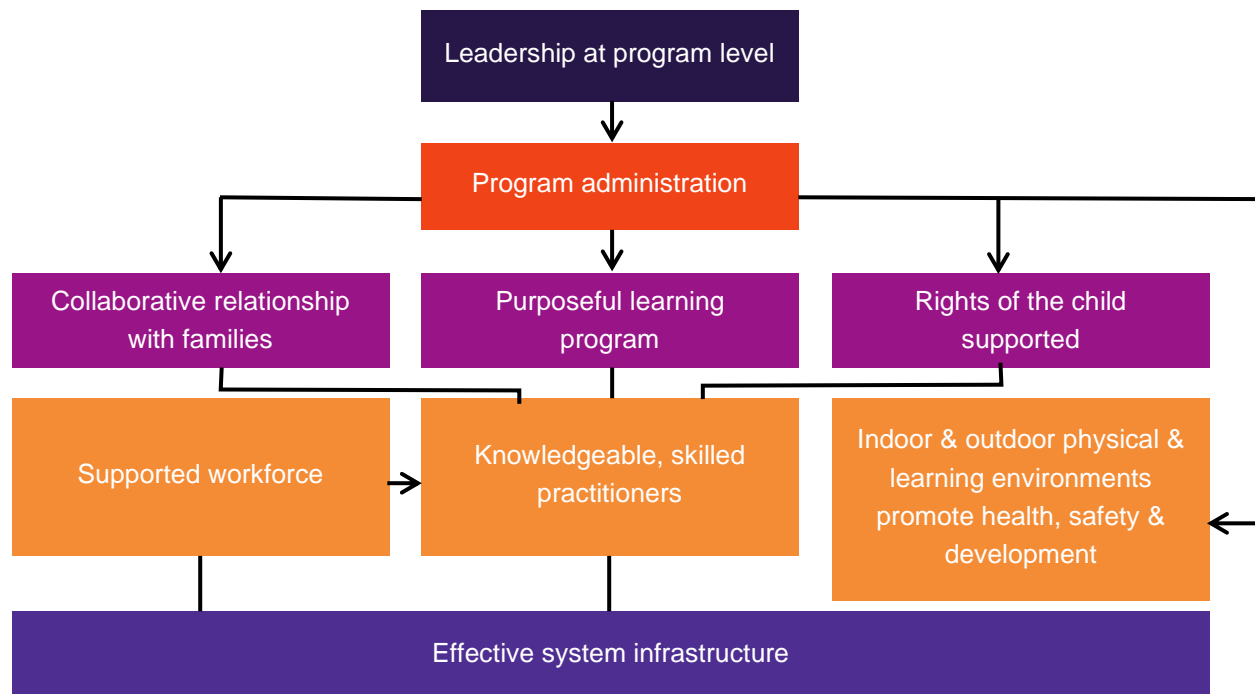 Leadership at program level
Program administration
Collaborative relationship
with families
Purposeful learning
program
Rights of the child
supported
Supported workforce
Knowledgeable, skilled
practitioners
Indoor & outdoor physical &
learning environments
promote health, safety &
development
Effective system infrastructure